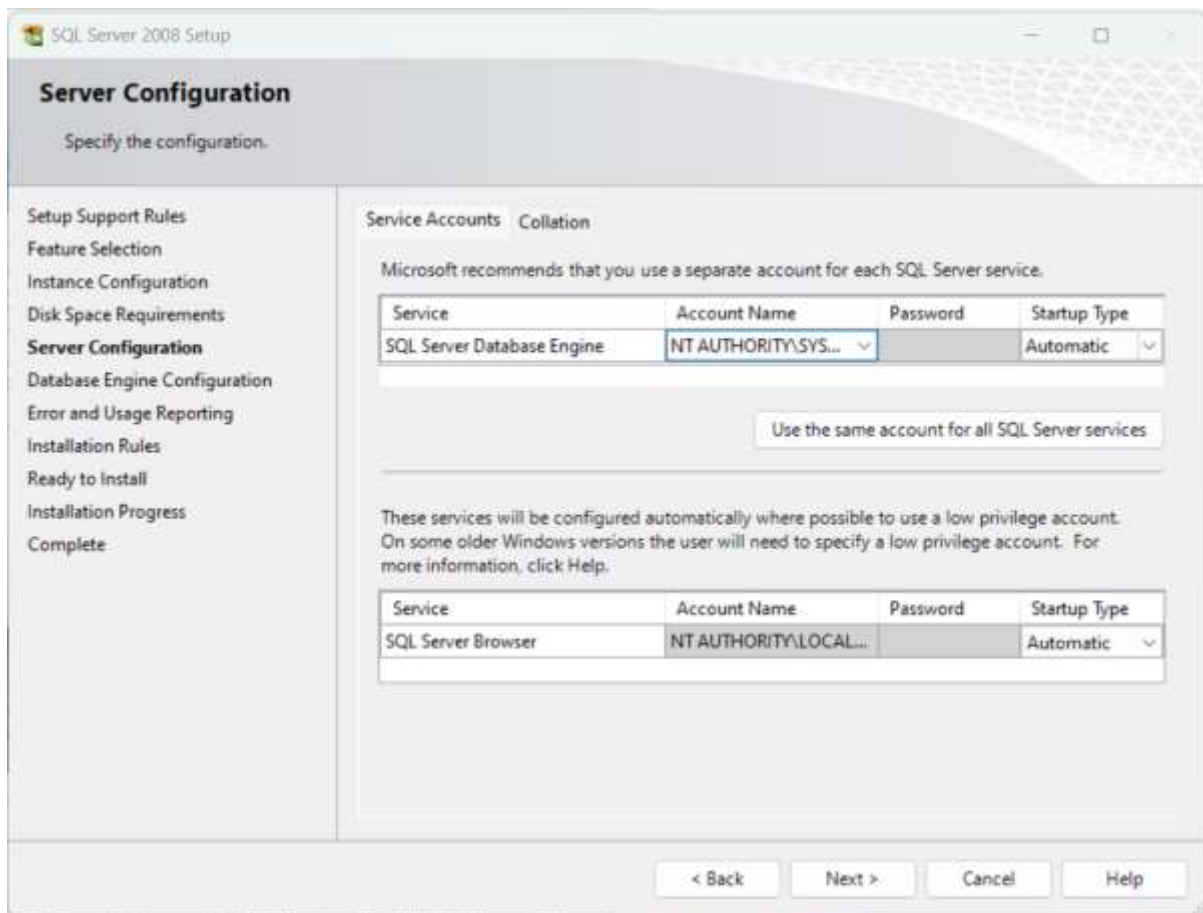 SQL Server 2008 Setup
Server Configuration
Specify the configuration.
Setup Support Rules
Feature Selection
Instance Configuration
Disk Space Requirements
Server Configuration
Database Engine Configuration
Error and Usage Reporting
Installation Rules
Ready to Install
Installation Progress
Complete
Service Accounts Collation
Microsoft recommends that you use a separate account for each SQL Server service.
Service Account Name Password Startup Type
SQL Server Database Engine NT AUTHORITY\SYS... Automatic
Use the same account for all SQL Server services
These services will be configured automatically where possible to use a low privilege account.
On some older Windows versions the user will need to specify a low privilege account. For
more information, click Help.
Service Account Name Password Startup Type
SQL Server Browser NT AUTHORITY\LOCAL... Automatic
< Back Next > Cancel Help